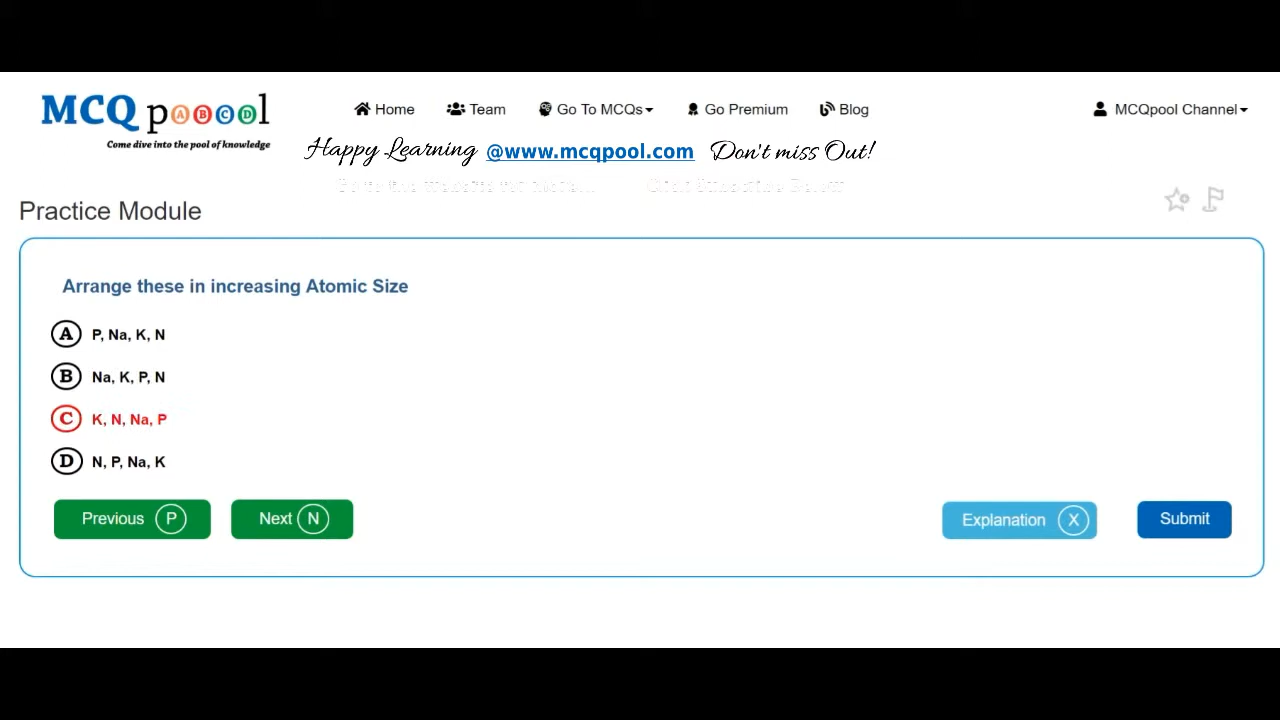 MCQ pooool
Come dive into the pool of knowledge
Home Team Go To MCQs Go Premium Blog MCQpool Channel
Happy Learning @www.mcqpool.com Don't miss Out!
Practice Module
Arrange these in increasing Atomic Size
A P, Na, K, N
B Na, K, P, N
C K, N, Na, P
D N, P, Na, K
Previous P Next N Explanation X Submit